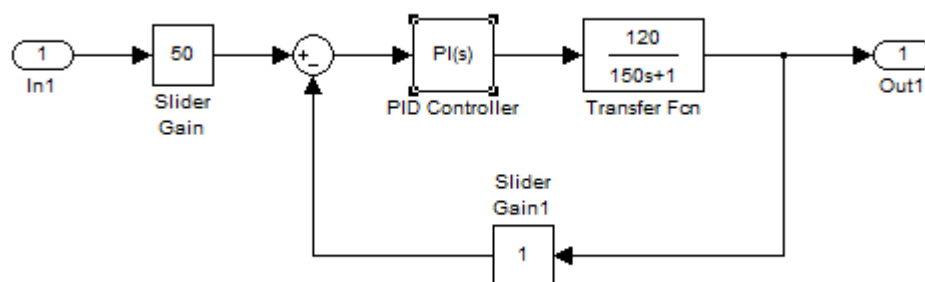 1
In1
50
Slider
Gain
+
−
PI(s)
PID Controller
120
150s+1
Transfer Fcn
1
Out1
Slider
Gain1
1